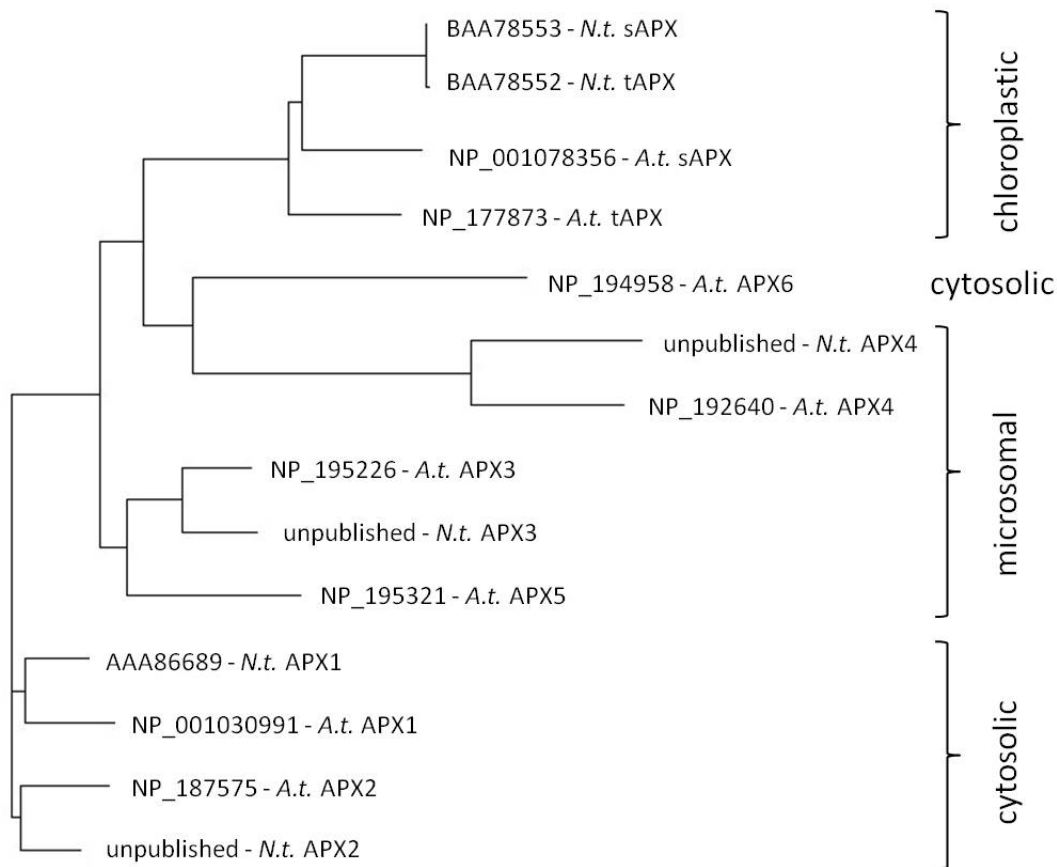 BAA78553 - N.t. sAPX
BAA78552 - N.t. tAPX
NP_001078356 - A.t. sAPX
NP_177873 - A.t. tAPX
chloroplastic
NP_194958 - A.t. APX6
cytosolic
unpublished - N.t. APX4
NP_192640 - A.t. APX4
NP_195226 - A.t. APX3
unpublished - N.t. APX3
NP_195321 - A.t. APX5
microsomal
AAA86689 - N.t. APX1
NP_001030991 - A.t. APX1
NP_187575 - A.t. APX2
unpublished - N.t. APX2
cytosolic